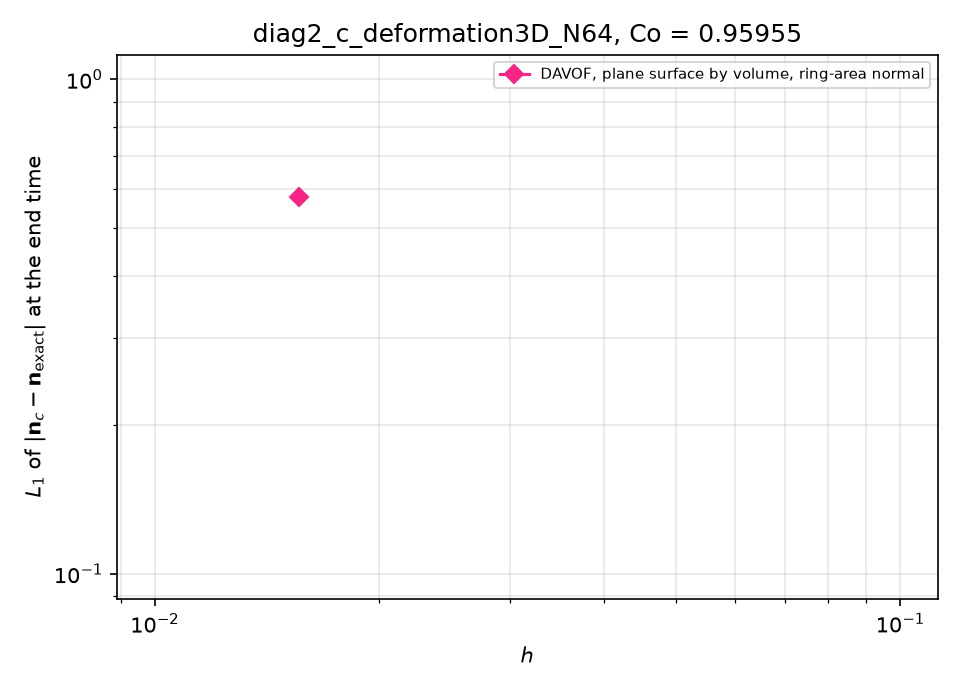 diag2_c_deformation3D_N64, Co = 0.95955
DAVOF, plane surface by volume, ring-area normal
10⁰
10⁻¹
L₁ of |n_c − n_exact| at the end time
10⁻²
10⁻¹
h